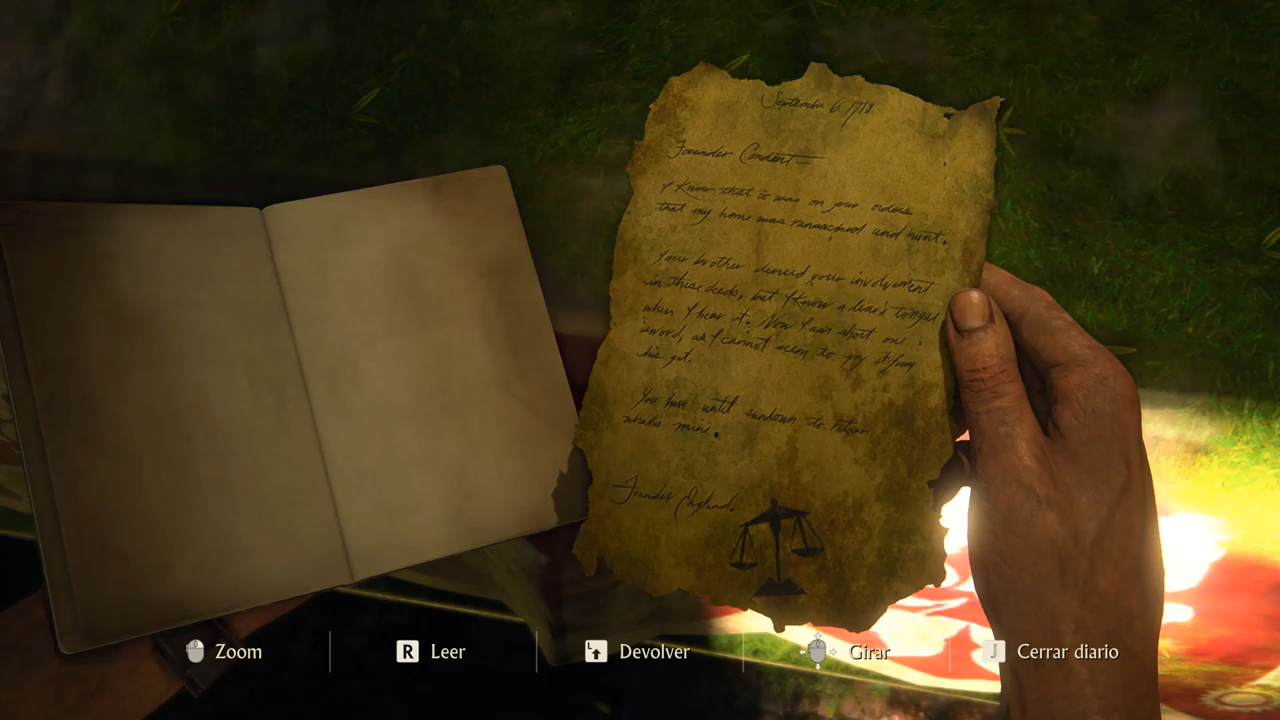 September 6 1718
Founder Condent—
I know that it was on your orders
that my home was ransacked and burnt.
Your brother denied your involvement
in these deeds, but I know a liar's tongue
when I hear it. Now I am short one
sword, as I cannot seem to pry it from
his gut.
You have until sundown to return
what's mine.
Founder England.
Zoom
R Leer
Devolver
Girar
J Cerrar diario